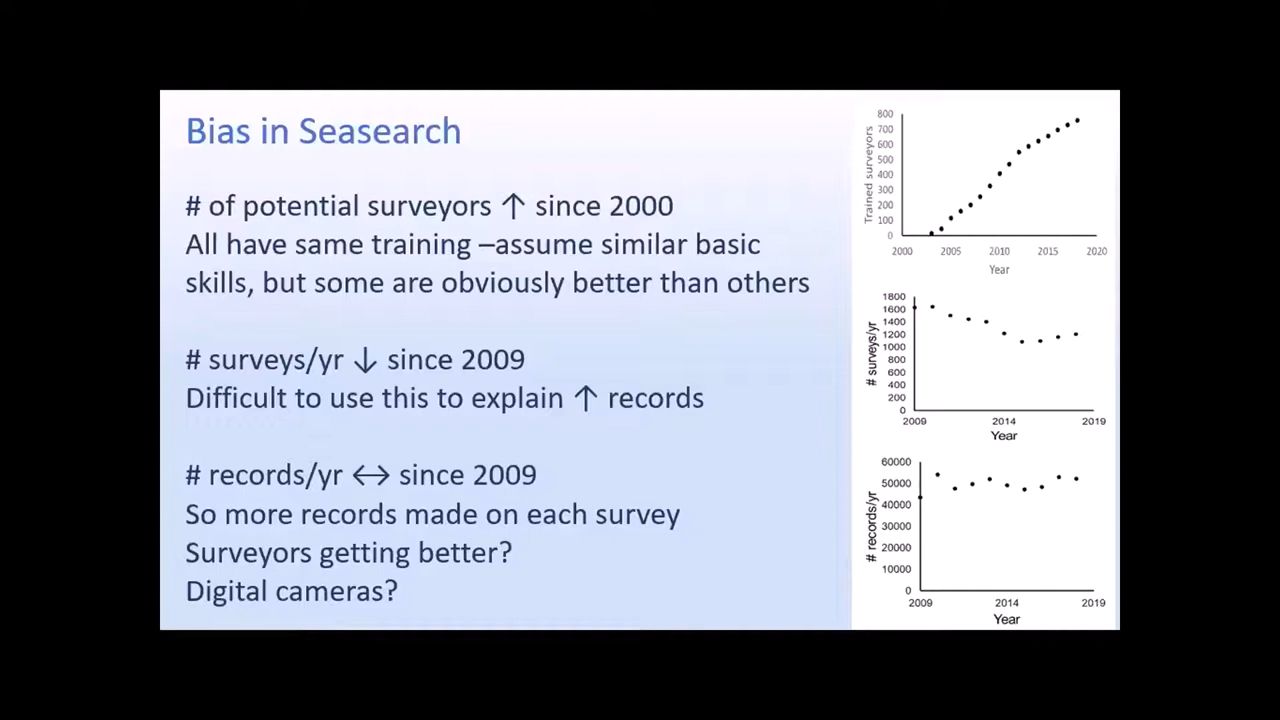 Bias in Seasearch
# of potential surveyors ↑ since 2000
All have same training –assume similar basic
skills, but some are obviously better than others
# surveys/yr ↓ since 2009
Difficult to use this to explain ↑ records
# records/yr ↔ since 2009
So more records made on each survey
Surveyors getting better?
Digital cameras?
Trained surveyors
800
700
600
500
400
300
200
100
0
2000 2005 2010 2015 2020
Year
# surveys/yr
1800
1600
1400
1200
1000
800
600
400
200
0
2009 2014 2019
Year
# records/yr
60000
50000
40000
30000
20000
10000
0
2009 2014 2019
Year